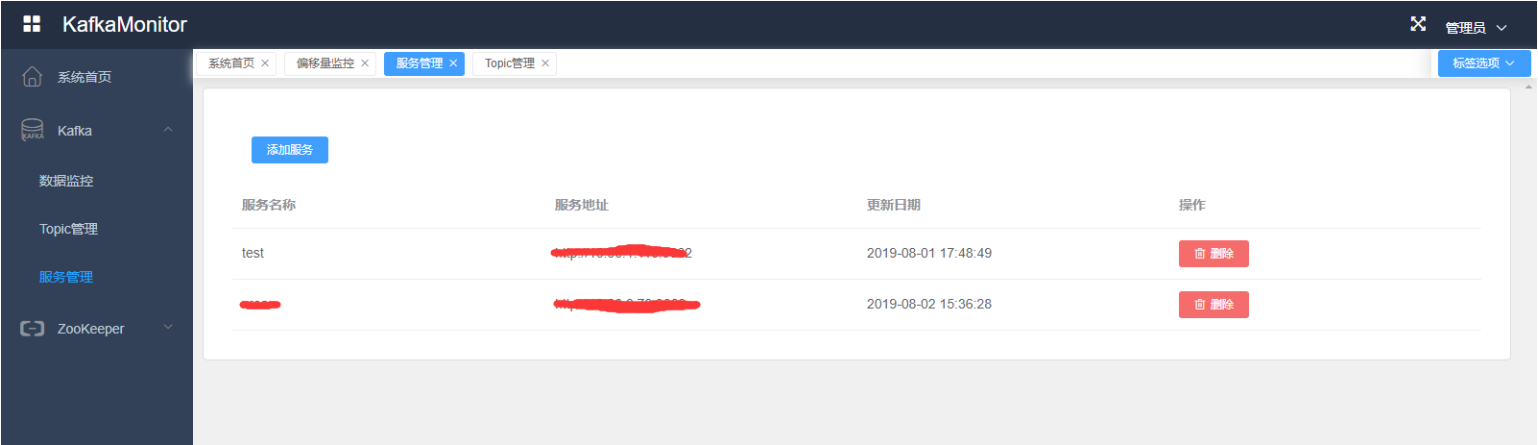 KafkaMonitor
管理员
系统首页
偏移量监控
服务管理
Topic管理
标签选项
系统首页
Kafka
数据监控
Topic管理
服务管理
ZooKeeper
添加服务
服务名称 服务地址 更新日期 操作
test 2019-08-01 17:48:49 删除
2019-08-02 15:36:28 删除